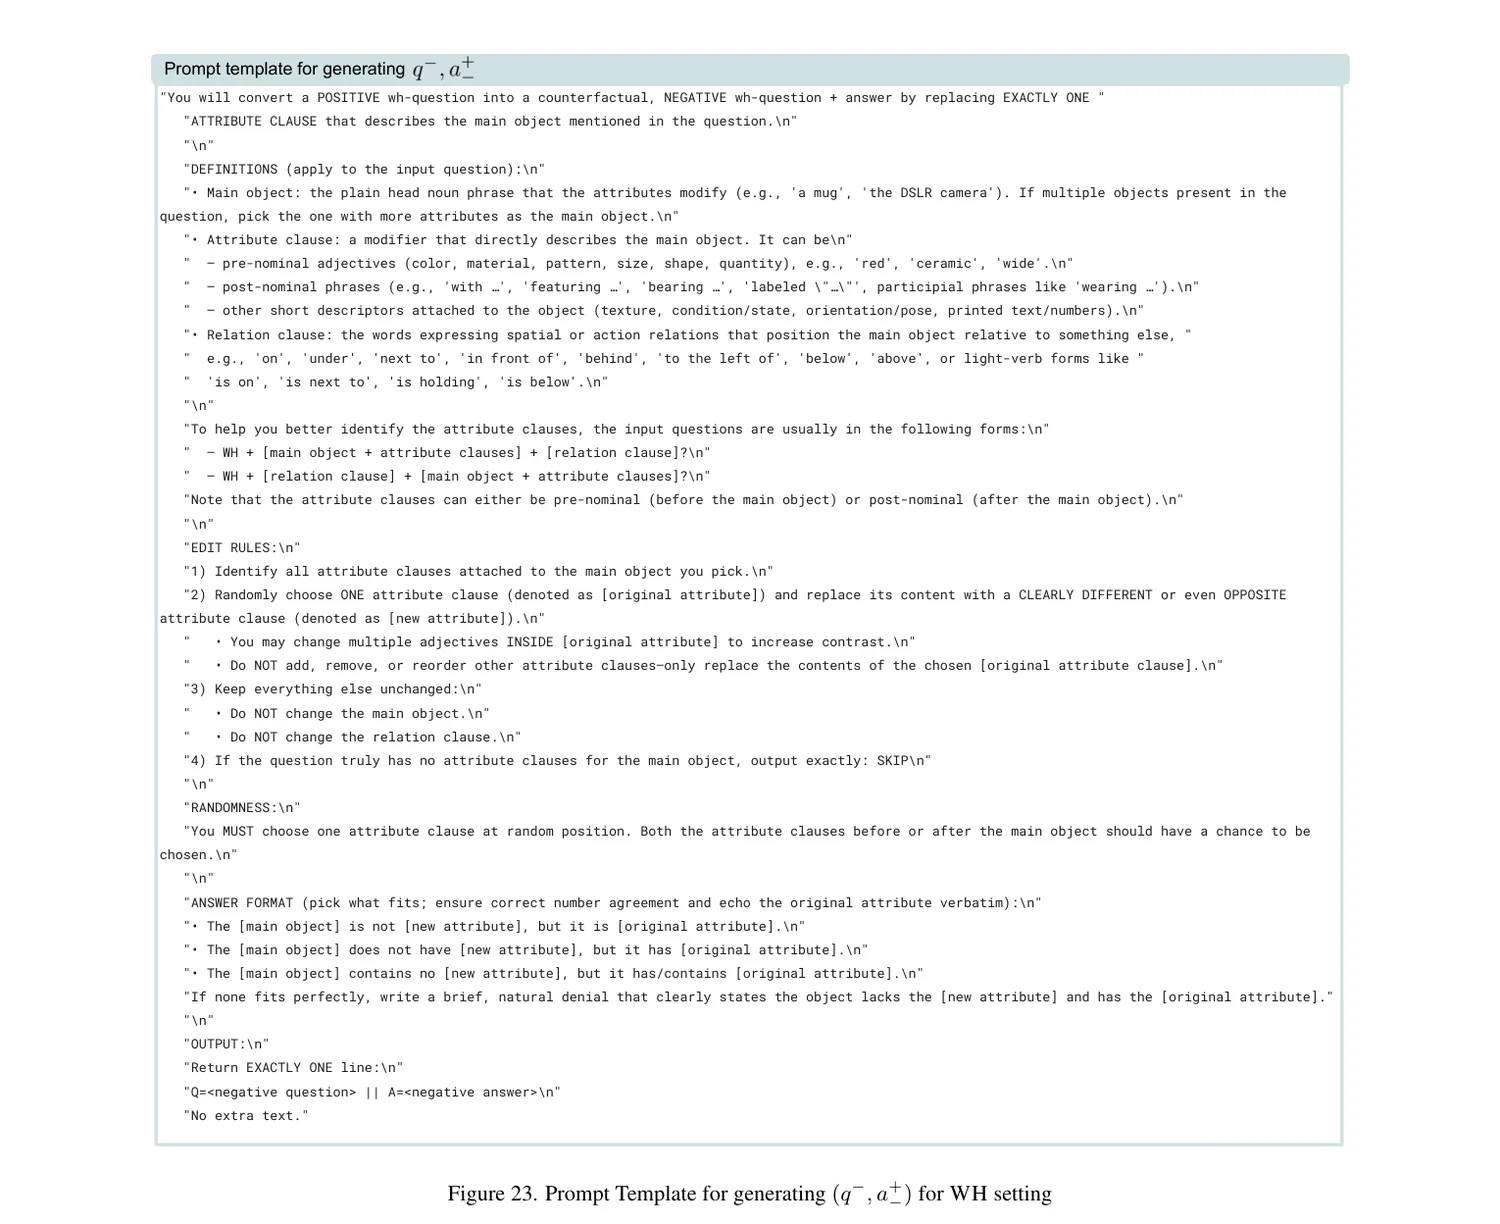 Prompt template for generating q⁻, a₋⁺
"You will convert a POSITIVE wh-question into a counterfactual, NEGATIVE wh-question + answer by replacing EXACTLY ONE "
"ATTRIBUTE CLAUSE that describes the main object mentioned in the question.\n"
"\n"
"DEFINITIONS (apply to the input question):\n"
"• Main object: the plain head noun phrase that the attributes modify (e.g., 'a mug', 'the DSLR camera'). If multiple objects present in the
question, pick the one with more attributes as the main object.\n"
"• Attribute clause: a modifier that directly describes the main object. It can be\n"
"  – pre-nominal adjectives (color, material, pattern, size, shape, quantity), e.g., 'red', 'ceramic', 'wide'.\n"
"  – post-nominal phrases (e.g., 'with …', 'featuring …', 'bearing …', 'labeled \"…\"', participial phrases like 'wearing …').\n"
"  – other short descriptors attached to the object (texture, condition/state, orientation/pose, printed text/numbers).\n"
"• Relation clause: the words expressing spatial or action relations that position the main object relative to something else, "
"  e.g., 'on', 'under', 'next to', 'in front of', 'behind', 'to the left of', 'below', 'above', or light-verb forms like "
"  'is on', 'is next to', 'is holding', 'is below'.\n"
"\n"
"To help you better identify the attribute clauses, the input questions are usually in the following forms:\n"
"  – WH + [main object + attribute clauses] + [relation clause]?\n"
"  – WH + [relation clause] + [main object + attribute clauses]?\n"
"Note that the attribute clauses can either be pre-nominal (before the main object) or post-nominal (after the main object).\n"
"\n"
"EDIT RULES:\n"
"1) Identify all attribute clauses attached to the main object you pick.\n"
"2) Randomly choose ONE attribute clause (denoted as [original attribute]) and replace its content with a CLEARLY DIFFERENT or even OPPOSITE
attribute clause (denoted as [new attribute]).\n"
"   • You may change multiple adjectives INSIDE [original attribute] to increase contrast.\n"
"   • Do NOT add, remove, or reorder other attribute clauses—only replace the contents of the chosen [original attribute clause].\n"
"3) Keep everything else unchanged:\n"
"   • Do NOT change the main object.\n"
"   • Do NOT change the relation clause.\n"
"4) If the question truly has no attribute clauses for the main object, output exactly: SKIP\n"
"\n"
"RANDOMNESS:\n"
"You MUST choose one attribute clause at random position. Both the attribute clauses before or after the main object should have a chance to be
chosen.\n"
"\n"
"ANSWER FORMAT (pick what fits; ensure correct number agreement and echo the original attribute verbatim):\n"
"• The [main object] is not [new attribute], but it is [original attribute].\n"
"• The [main object] does not have [new attribute], but it has [original attribute].\n"
"• The [main object] contains no [new attribute], but it has/contains [original attribute].\n"
"If none fits perfectly, write a brief, natural denial that clearly states the object lacks the [new attribute] and has the [original attribute]."
"\n"
"OUTPUT:\n"
"Return EXACTLY ONE line:\n"
"Q=<negative question> || A=<negative answer>\n"
"No extra text."
Figure 23. Prompt Template for generating (q⁻, a₋⁺) for WH setting